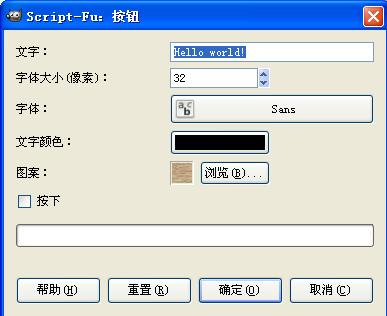 Script-Fu: 按钮
文字：
Hello world!
字体大小(像素)：
32
字体：
abc
Sans
文字颜色：
图案：
浏览(B)...
按下
帮助(H)
重置(R)
确定(O)
取消(C)